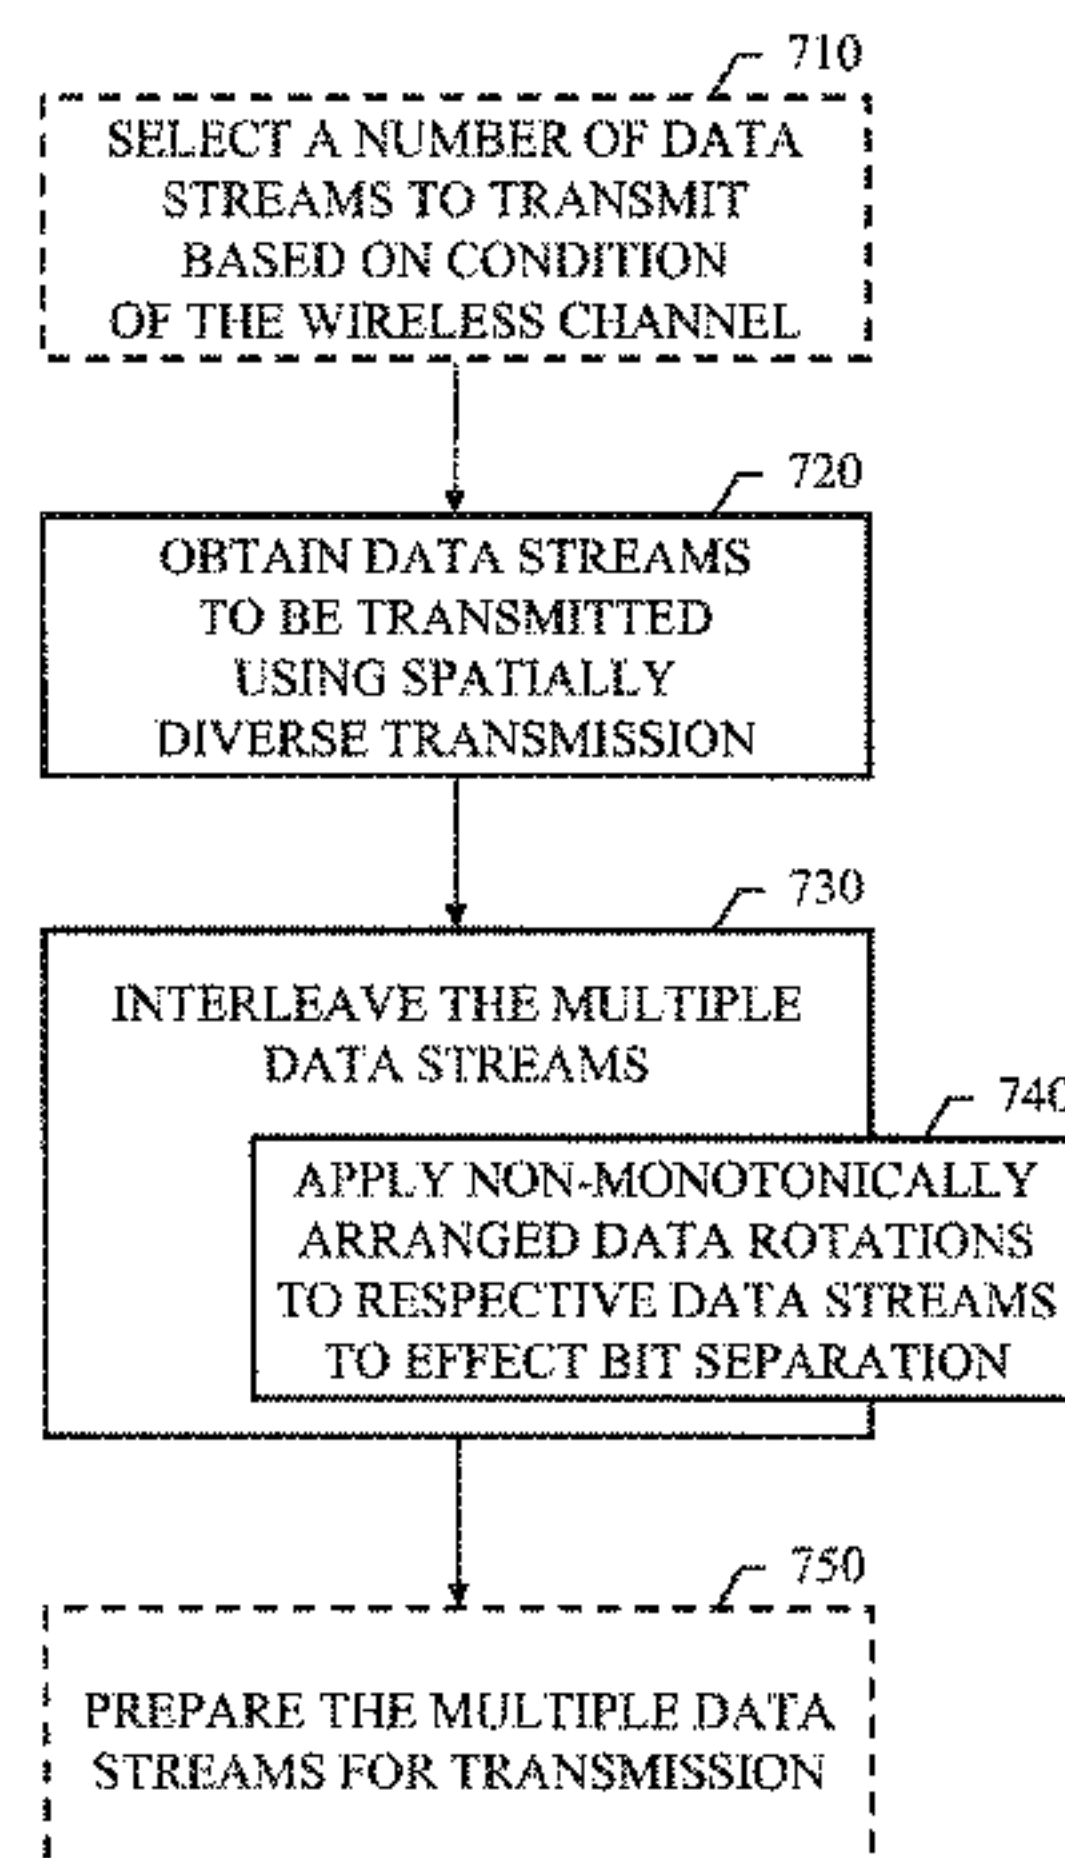 710
SELECT A NUMBER OF DATA
STREAMS TO TRANSMIT
BASED ON CONDITION
OF THE WIRELESS CHANNEL
720
OBTAIN DATA STREAMS
TO BE TRANSMITTED
USING SPATIALLY
DIVERSE TRANSMISSION
730
INTERLEAVE THE MULTIPLE
DATA STREAMS
740
APPLY NON-MONOTONICALLY
ARRANGED DATA ROTATIONS
TO RESPECTIVE DATA STREAMS
TO EFFECT BIT SEPARATION
750
PREPARE THE MULTIPLE DATA
STREAMS FOR TRANSMISSION